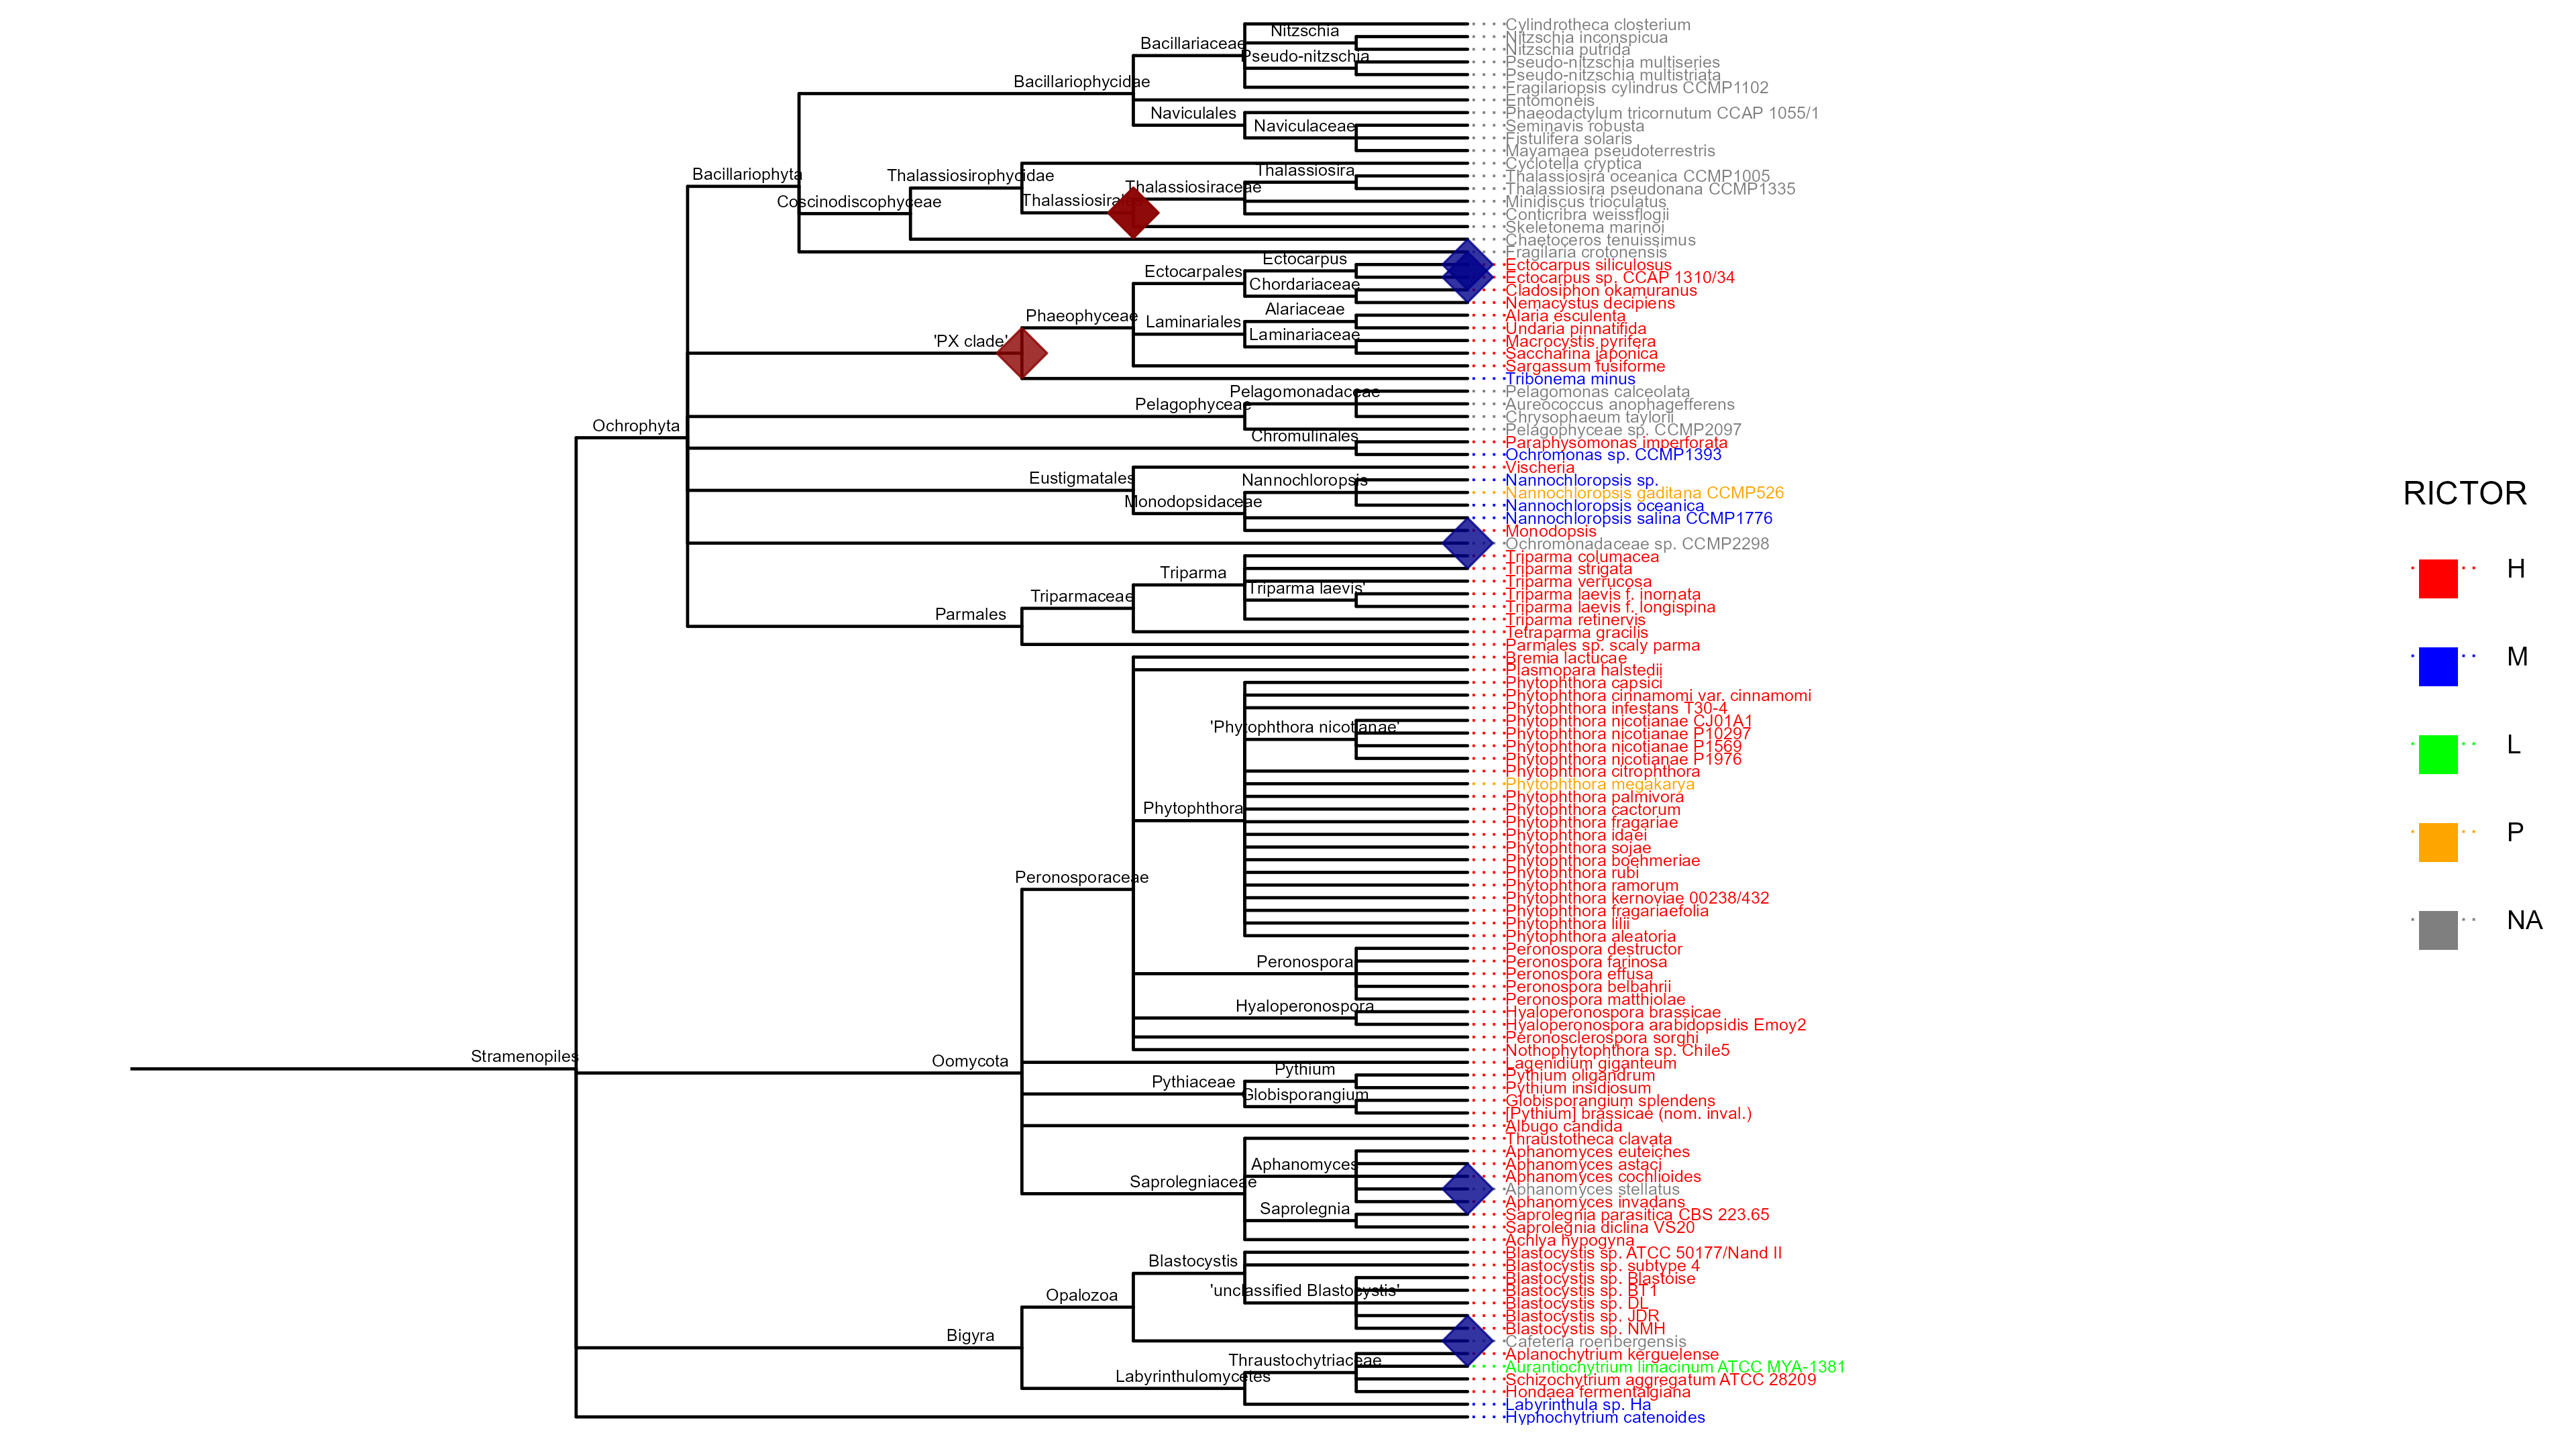 Cylindrotheca closterium
Nitzschia
Nitzschia inconspicua
Bacillariaceae
Nitzschia putrida
Pseudo-nitzschia
Pseudo-nitzschia multiseries
Pseudo-nitzschia multistriata
Bacillariophycidae
Fragilariopsis cylindrus CCMP1102
Entomoneis
Naviculales
Phaeodactylum tricornutum CCAP 1055/1
Naviculaceae
Seminavis robusta
Fistulifera solaris
Mayamaea pseudoterrestris
Cyclotella cryptica
Bacillariophyta
Thalassiosirophycidae
Thalassiosira
Thalassiosira oceanica CCMP1005
Thalassiosiraceae
Thalassiosira pseudonana CCMP1335
Coscinodiscophyceae
Minidiscus trioculatus
Conticribra weissflogii
Skeletonema marinoi
Chaetoceros tenuissimus
Fragilaria crotonensis
Ectocarpus
Ectocarpus siliculosus
Ectocarpales
Ectocarpus sp. CCAP 1310/34
Chordariaceae
Cladosiphon okamuranus
Nemacystus decipiens
Phaeophyceae
Alariaceae
Alaria esculenta
Laminariales
Undaria pinnatifida
'PX clade'
Laminariaceae
Macrocystis pyrifera
Saccharina japonica
Sargassum fusiforme
Tribonema minus
Pelagomonadaceae
Pelagomonas calceolata
Pelagophyceae
Aureococcus anophagefferens
Chrysophaeum taylorii
Ochrophyta
Pelagophyceae sp. CCMP2097
Chromulinales
Paraphysomonas imperforata
Ochromonas sp. CCMP1393
Vischeria
Eustigmatales
Nannochloropsis
Nannochloropsis sp.
RICTOR
Nannochloropsis gaditana CCMP526
Monodopsidaceae
Nannochloropsis oceanica
Nannochloropsis salina CCMP1776
Monodopsis
Ochromonadaceae sp. CCMP2298
Triparma columacea
Triparma
Triparma strigata
H
Triparma verrucosa
Triparmaceae
Triparma laevis'
Triparma laevis f. inornata
Triparma laevis f. longispina
Parmales
Triparma retinervis
Tetraparma gracilis
Parmales sp. scaly parma
Bremia lactucae
M
Plasmopara halstedii
Phytophthora capsici
Phytophthora cinnamomi var. cinnamomi
Phytophthora infestans T30-4
'Phytophthora nicotianae'
Phytophthora nicotianae CJ01A1
Phytophthora nicotianae P10297
Phytophthora nicotianae P1569
L
Phytophthora nicotianae P1976
Phytophthora citrophthora
Phytophthora megakarya
Phytophthora palmivora
Phytophthora
Phytophthora cactorum
Phytophthora fragariae
P
Phytophthora idaei
Phytophthora sojae
Phytophthora boehmeriae
Phytophthora rubi
Peronosporaceae
Phytophthora ramorum
Phytophthora kernoviae 00238/432
Phytophthora fragariaefolia
NA
Phytophthora lilii
Phytophthora aleatoria
Peronospora destructor
Peronospora
Peronospora farinosa
Peronospora effusa
Peronospora belbahrii
Peronospora matthiolae
Hyaloperonospora
Hyaloperonospora brassicae
Hyaloperonospora arabidopsidis Emoy2
Peronosclerospora sorghi
Stramenopiles
Nothophytophthora sp. Chile5
Oomycota
Lagenidium giganteum
Pythium
Pythium oligandrum
Pythiaceae
Pythium insidiosum
Globisporangium
Globisporangium splendens
[Pythium] brassicae (nom. inval.)
Albugo candida
Thraustotheca clavata
Aphanomyces euteiches
Aphanomyces
Aphanomyces astaci
Saprolegniaceae
Aphanomyces cochlioides
Aphanomyces stellatus
Aphanomyces invadans
Saprolegnia
Saprolegnia parasitica CBS 223.65
Saprolegnia diclina VS20
Achlya hypogyna
Blastocystis
Blastocystis sp. ATCC 50177/Nand II
Blastocystis sp. subtype 4
Blastocystis sp. Blastoise
Opalozoa
'unclassified Blastocystis'
Blastocystis sp. BT1
Blastocystis sp. DL
Blastocystis sp. JDR
Bigyra
Blastocystis sp. NMH
Cafeteria roenbergensis
Thraustochytriaceae
Aplanochytrium kerguelense
Aurantiochytrium limacinum ATCC MYA-1381
Labyrinthulomycetes
Schizochytrium aggregatum ATCC 28209
Hondaea fermentalgiana
Labyrinthula sp. Ha
Hyphochytrium catenoides